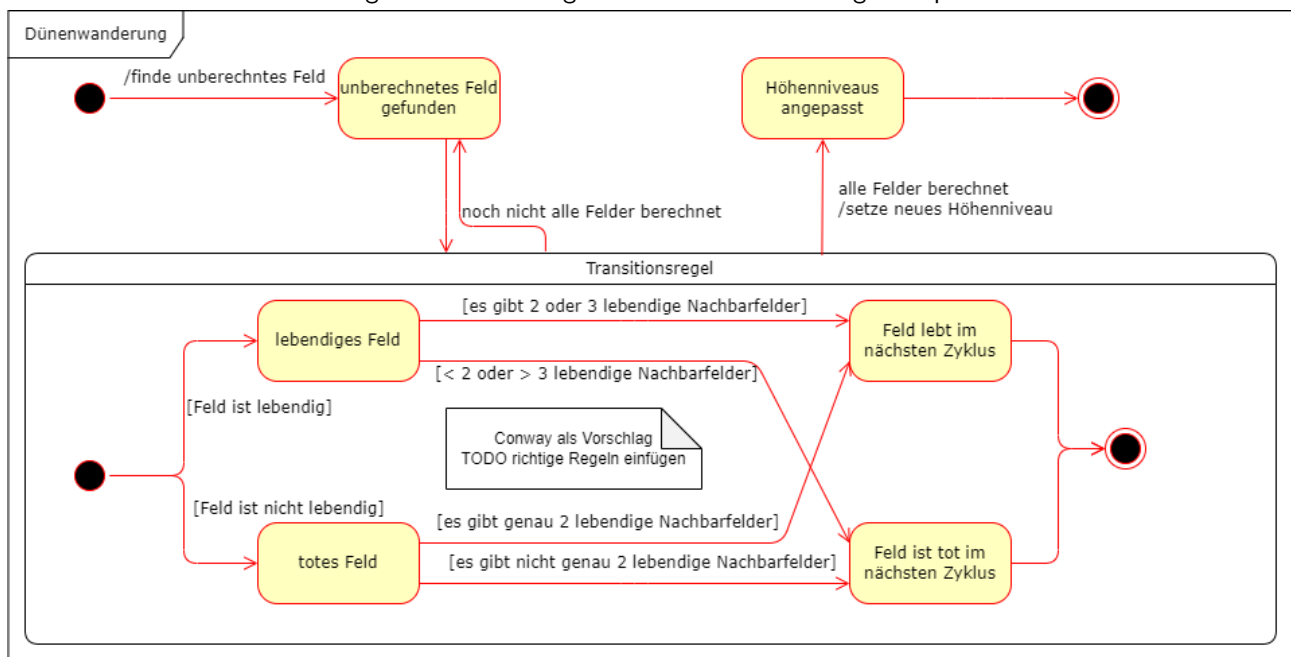 Dünenwanderung
/finde unberechntes Feld
unberechnetes Feld
gefunden
Höhenniveaus
angepasst
noch nicht alle Felder berechnet
alle Felder berechnet
/setze neues Höhenniveau
Transitionsregel
[es gibt 2 oder 3 lebendige Nachbarfelder]
lebendiges Feld
Feld lebt im
nächsten Zyklus
[< 2 oder > 3 lebendige Nachbarfelder]
[Feld ist lebendig]
Conway als Vorschlag
TODO richtige Regeln einfügen
[Feld ist nicht lebendig]
[es gibt genau 2 lebendige Nachbarfelder]
totes Feld
[es gibt nicht genau 2 lebendige Nachbarfelder]
Feld ist tot im
nächsten Zyklus